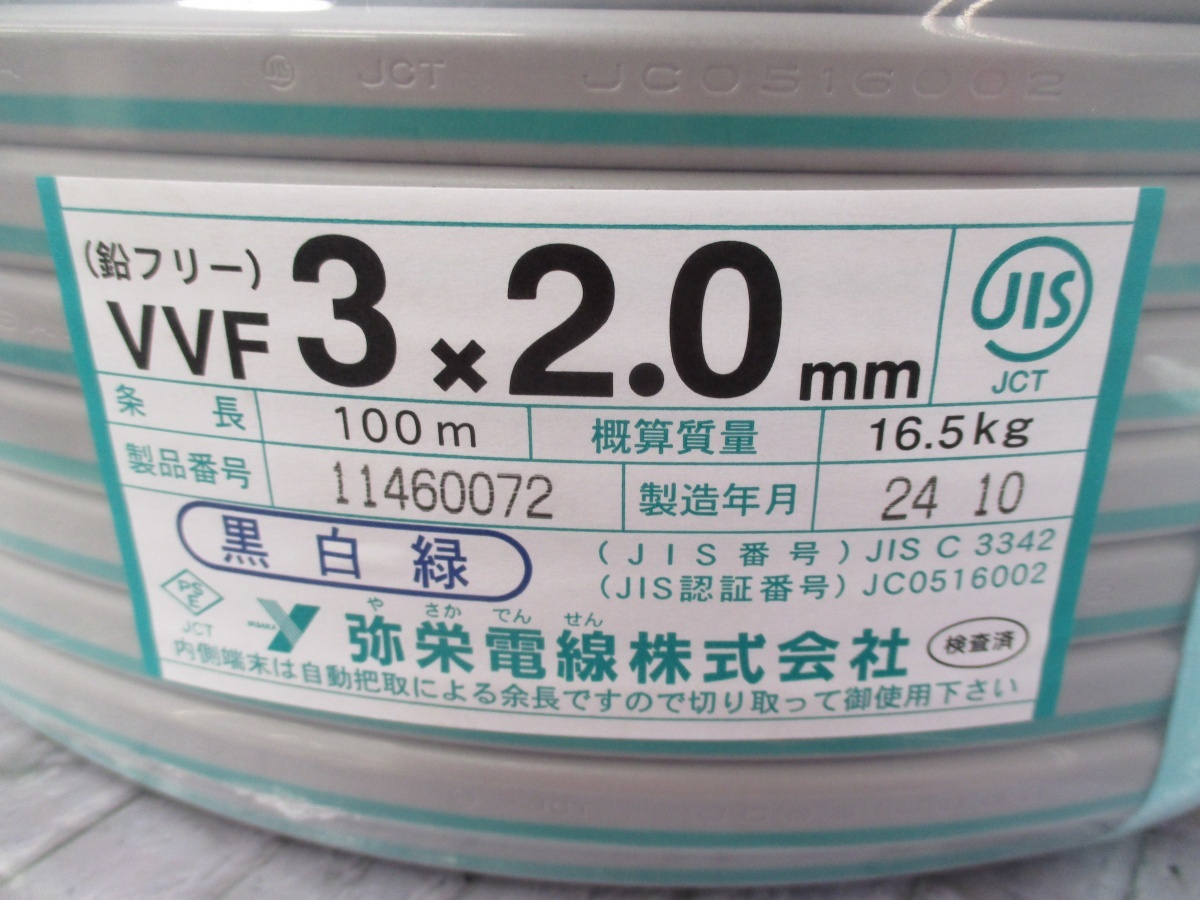 JCT JC0516002
(鉛フリー)
VVF 3×2.0mm
JIS
JCT
条 長 100m 概算質量 16.5kg
製品番号 11460072 製造年月 24 10
黒 白 緑
(JIS番号) JIS C 3342
(JIS認証番号) JC0516002
PSE
JCT
や さか でん せん
弥栄電線株式会社
検査済
内側端末は自動把取による余長ですので切り取って御使用下さい